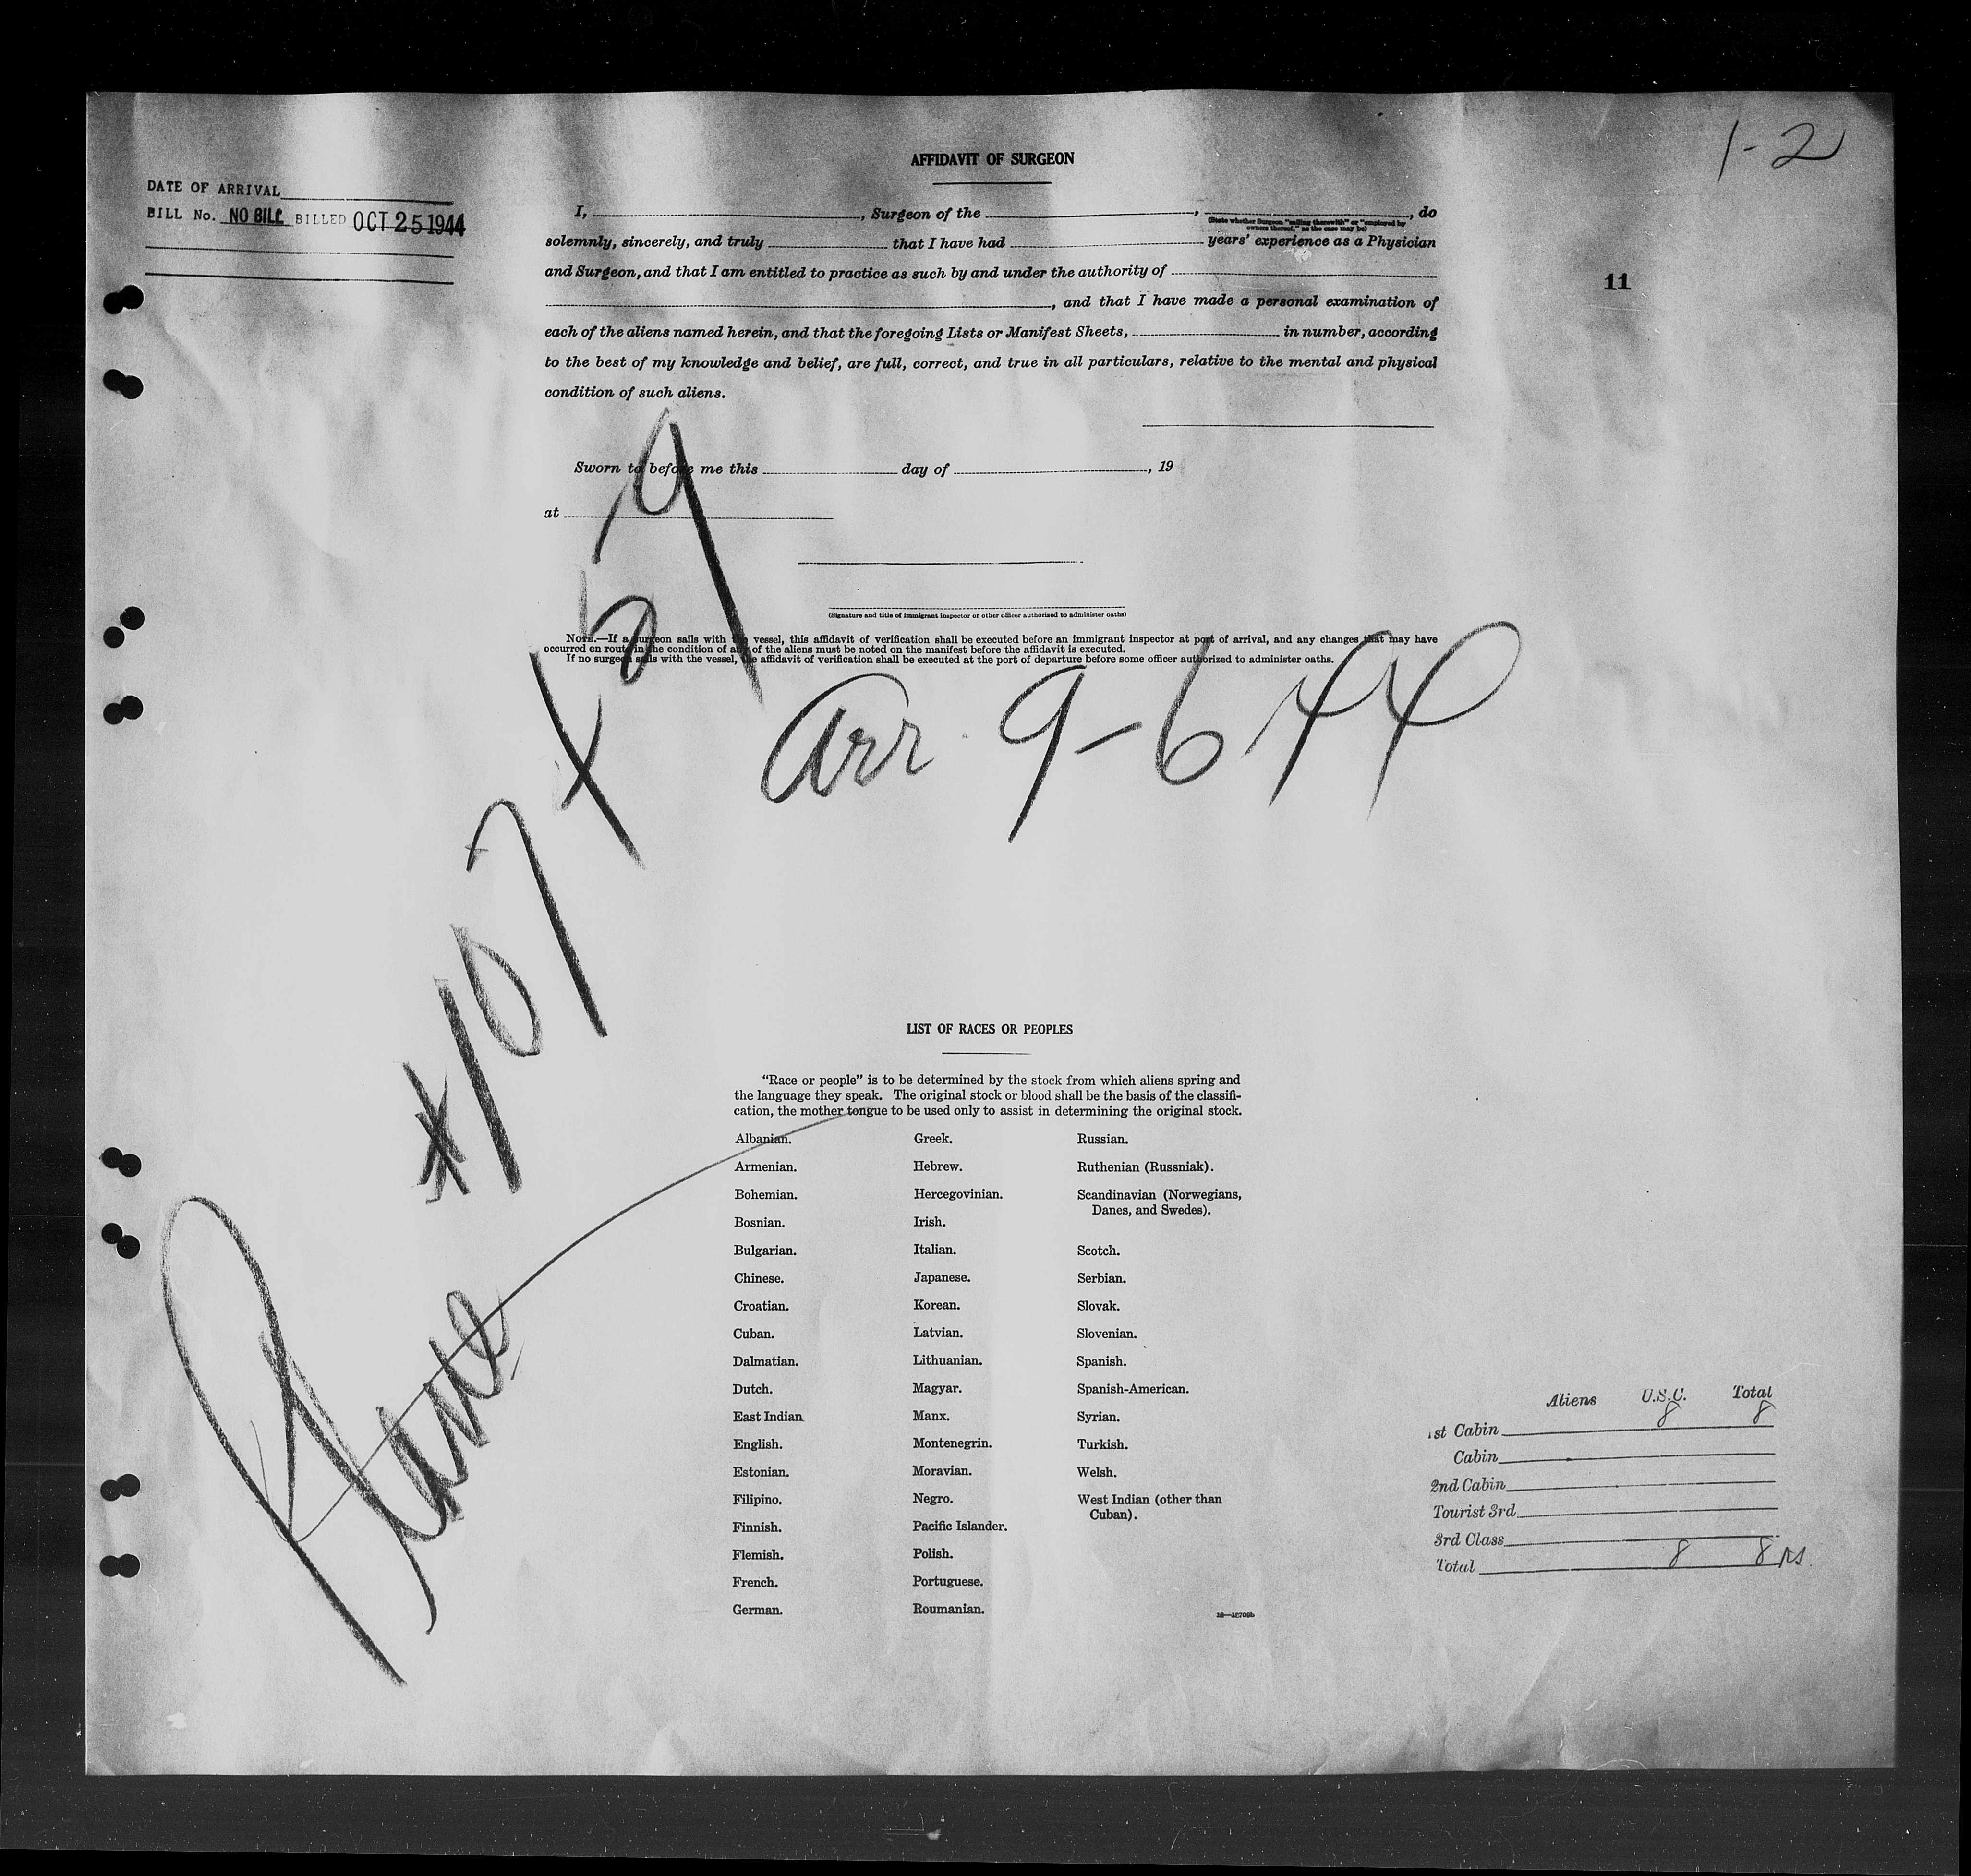 1-2
DATE OF ARRIVAL
BILL No. NO BILL BILLED OCT 25 1944
11
AFFIDAVIT OF SURGEON
I, , Surgeon of the , , do
(State whether Surgeon "sailing therewith" or "employed by
owners thereof," as the case may be)
solemnly, sincerely, and truly that I have had years' experience as a Physician
and Surgeon, and that I am entitled to practice as such by and under the authority of
, and that I have made a personal examination of
each of the aliens named herein, and that the foregoing Lists or Manifest Sheets, in number, according
to the best of my knowledge and belief, are full, correct, and true in all particulars, relative to the mental and physical
condition of such aliens.
Sworn to before me this day of , 19
at
(Signature and title of immigrant inspector or other officer authorized to administer oaths)
NOTE.—If a surgeon sails with the vessel, this affidavit of verification shall be executed before an immigrant inspector at port of arrival, and any changes that may have
occurred en route in the condition of any of the aliens must be noted on the manifest before the affidavit is executed.
If no surgeon sails with the vessel, the affidavit of verification shall be executed at the port of departure before some officer authorized to administer oaths.
arr 9-6-44
Plane #107459
LIST OF RACES OR PEOPLES
"Race or people" is to be determined by the stock from which aliens spring and
the language they speak. The original stock or blood shall be the basis of the classifi-
cation, the mother tongue to be used only to assist in determining the original stock.
Albanian.
Armenian.
Bohemian.
Bosnian.
Bulgarian.
Chinese.
Croatian.
Cuban.
Dalmatian.
Dutch.
East Indian
English.
Estonian.
Filipino.
Finnish.
Flemish.
French.
German.
Greek.
Hebrew.
Hercegovinian.
Irish.
Italian.
Japanese.
Korean.
Latvian.
Lithuanian.
Magyar.
Manx.
Montenegrin.
Moravian.
Negro.
Pacific Islander.
Polish.
Portuguese.
Roumanian.
Russian.
Ruthenian (Russniak).
Scandinavian (Norwegians,
Danes, and Swedes).
Scotch.
Serbian.
Slovak.
Slovenian.
Spanish.
Spanish-American.
Syrian.
Turkish.
Welsh.
West Indian (other than
Cuban).
Aliens U.S.C. Total
1st Cabin 8 8
Cabin
2nd Cabin
Tourist 3rd
3rd Class
Total 8 8